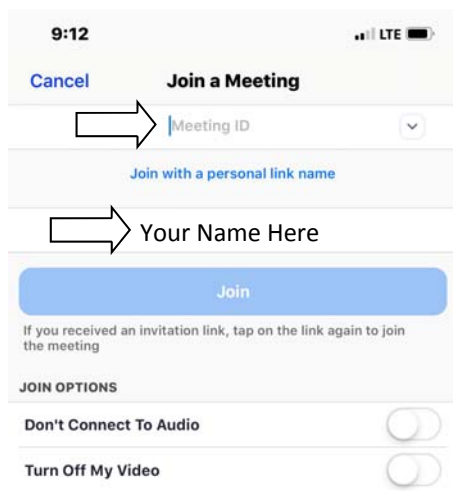 9:12 LTE
Cancel Join a Meeting
Meeting ID
Join with a personal link name
Your Name Here
Join
If you received an invitation link, tap on the link again to join
the meeting
JOIN OPTIONS
Don't Connect To Audio
Turn Off My Video